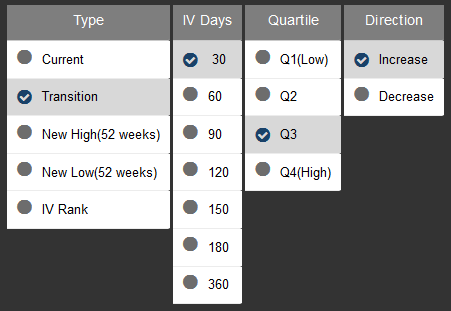 Type
IV Days
Quartile
Direction
Current
30
Q1(Low)
Increase
Transition
60
Q2
Decrease
New High(52 weeks)
90
Q3
New Low(52 weeks)
120
Q4(High)
IV Rank
150
180
360